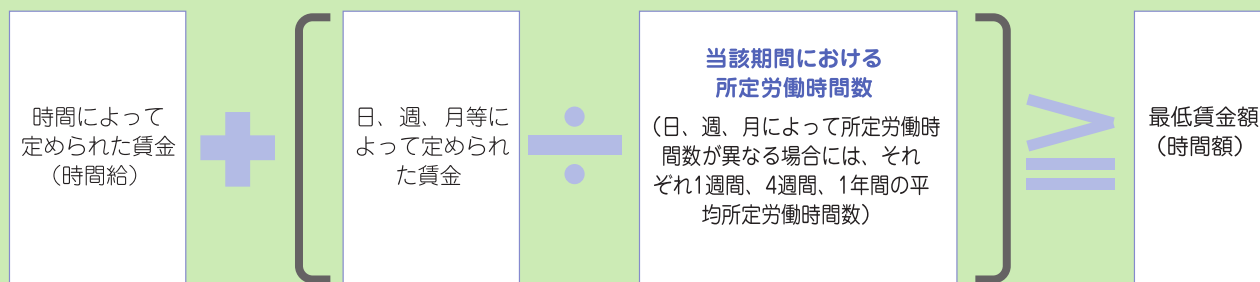 時間によって
定められた賃金
（時間給）
＋
日、週、月等に
よって定められ
た賃金
÷
当該期間における
所定労働時間数
（日、週、月によって所定労働時
間数が異なる場合には、それ
ぞれ1週間、4週間、1年間の平
均所定労働時間数）
≧
最低賃金額
（時間額）